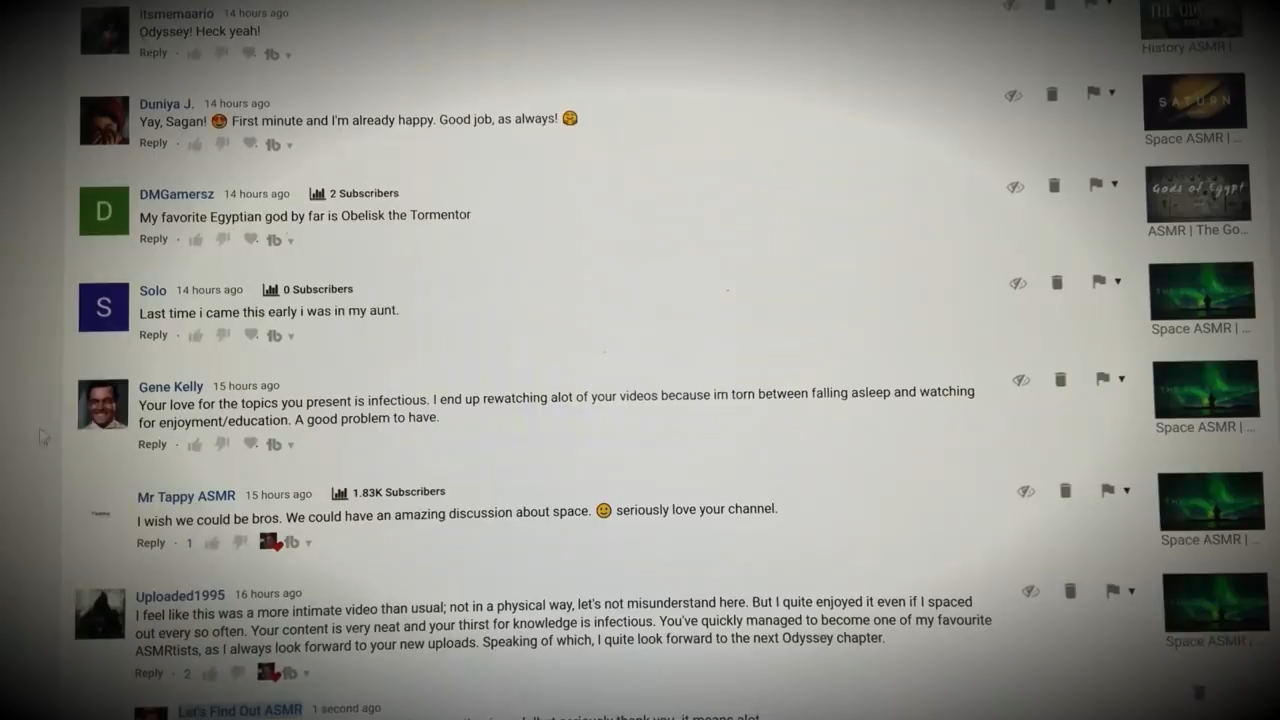 itsmemaario 14 hours ago
Odyssey! Heck yeah!
Reply
THE ODY
History ASMR |
Duniya J. 14 hours ago
Yay, Sagan! 😍 First minute and I'm already happy. Good job, as always! 🤗
Reply
SATURN
Space ASMR | ...
DMGamersz 14 hours ago 2 Subscribers
My favorite Egyptian god by far is Obelisk the Tormentor
Reply
Gods of Egypt
ASMR | The Go...
Solo 14 hours ago 0 Subscribers
Last time i came this early i was in my aunt.
Reply
Space ASMR | ...
Gene Kelly 15 hours ago
Your love for the topics you present is infectious. I end up rewatching alot of your videos because im torn between falling asleep and watching
for enjoyment/education. A good problem to have.
Reply
Space ASMR | ...
Mr Tappy ASMR 15 hours ago 1.83K Subscribers
I wish we could be bros. We could have an amazing discussion about space. 🙂 seriously love your channel.
Reply · 1
Space ASMR | ...
Uploaded1995 16 hours ago
I feel like this was a more intimate video than usual; not in a physical way, let's not misunderstand here. But I quite enjoyed it even if I spaced
out every so often. Your content is very neat and your thirst for knowledge is infectious. You've quickly managed to become one of my favourite
ASMRtists, as I always look forward to your new uploads. Speaking of which, I quite look forward to the next Odyssey chapter.
Reply · 2
Space ASMR | ...
Let's Find Out ASMR 1 second ago
seriously thank you, it means alot